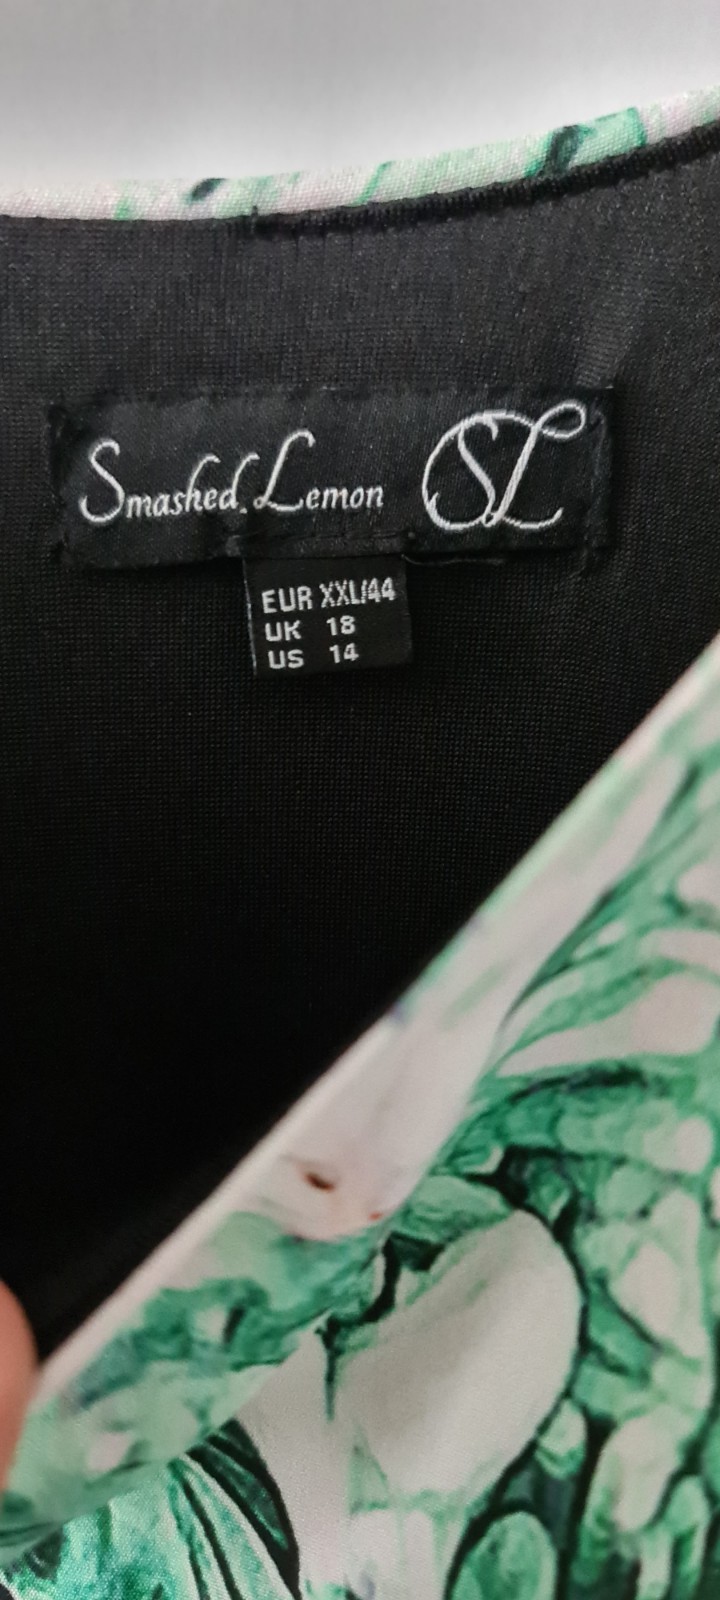 Smashed Lemon SL
EUR XXL/44
UK 18
US 14